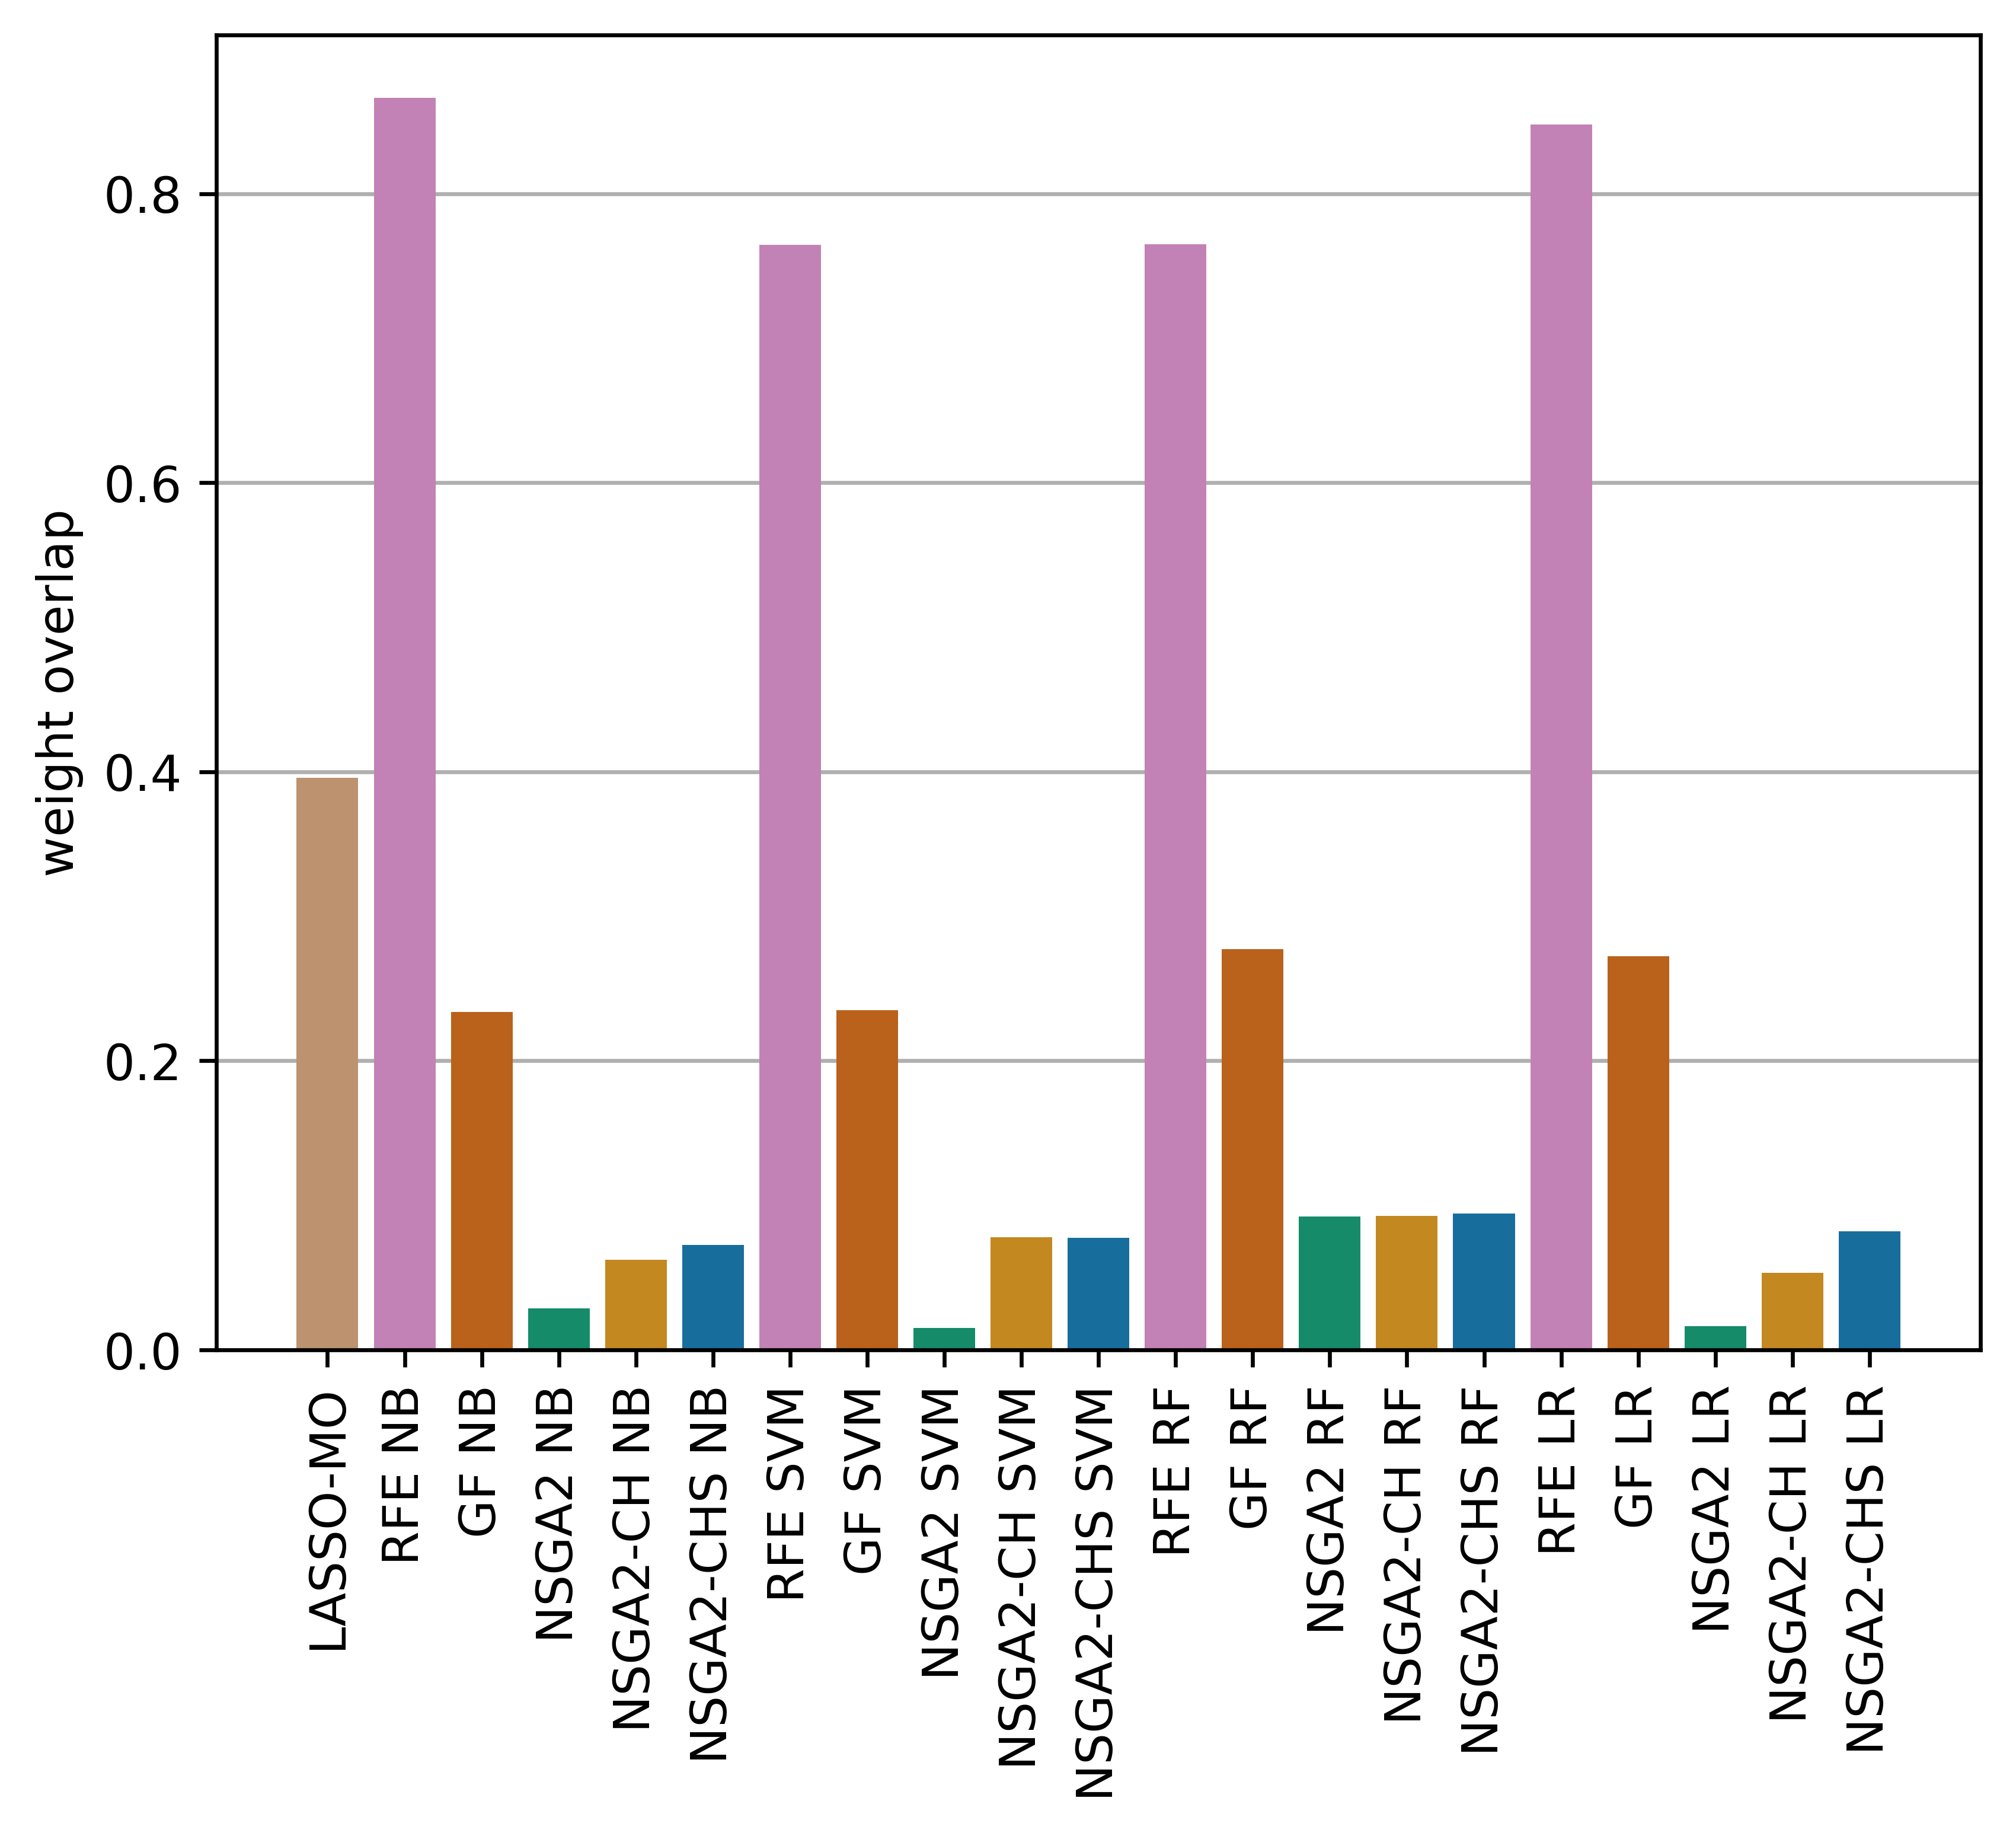 weight overlap
0.8
0.6
0.4
0.2
0.0
LASSO-MO
RFE NB
GF NB
NSGA2 NB
NSGA2-CH NB
NSGA2-CHS NB
RFE SVM
GF SVM
NSGA2 SVM
NSGA2-CH SVM
NSGA2-CHS SVM
RFE RF
GF RF
NSGA2 RF
NSGA2-CH RF
NSGA2-CHS RF
RFE LR
GF LR
NSGA2 LR
NSGA2-CH LR
NSGA2-CHS LR